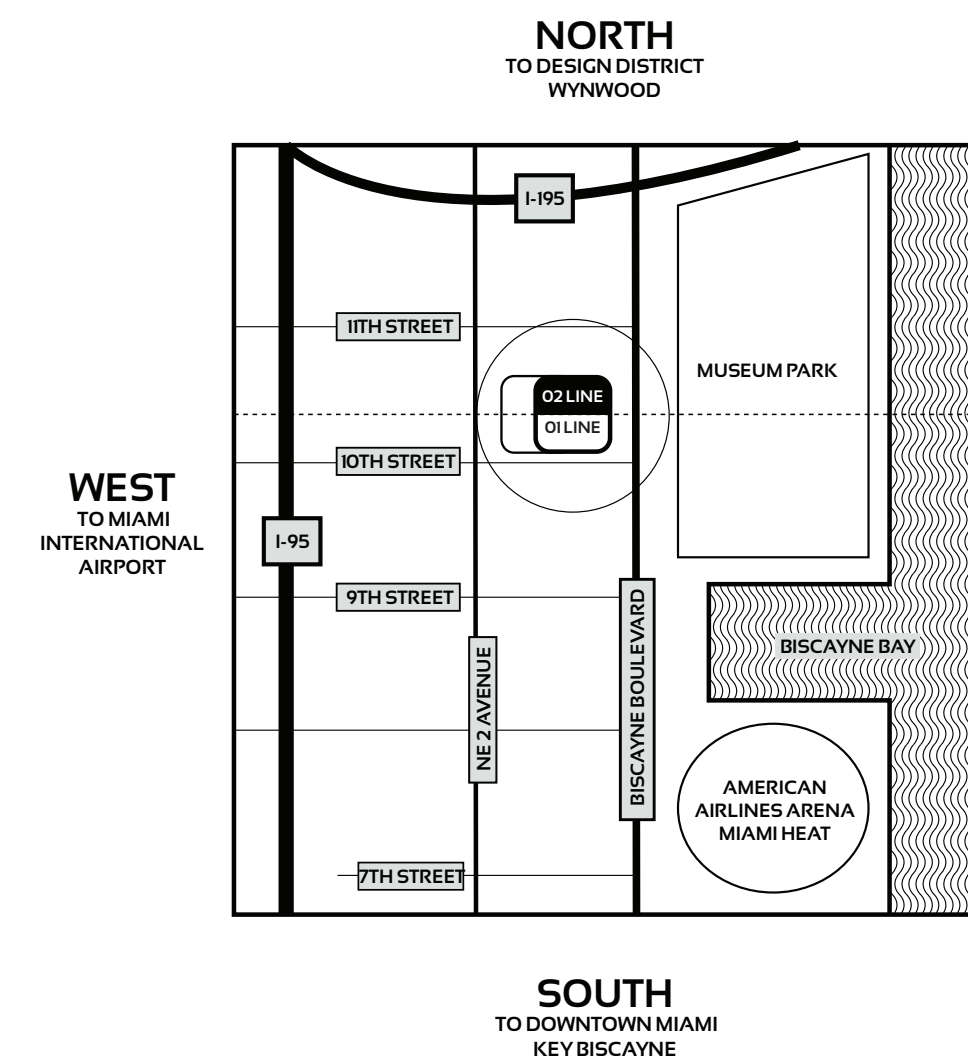 NORTH
TO DESIGN DISTRICT
WYNWOOD
I-195
11TH STREET
MUSEUM PARK
02 LINE
01 LINE
10TH STREET
WEST
TO MIAMI
INTERNATIONAL
AIRPORT
I-95
9TH STREET
BISCAYNE BOULEVARD
BISCAYNE BAY
NE 2 AVENUE
AMERICAN
AIRLINES ARENA
MIAMI HEAT
7TH STREET
SOUTH
TO DOWNTOWN MIAMI
KEY BISCAYNE